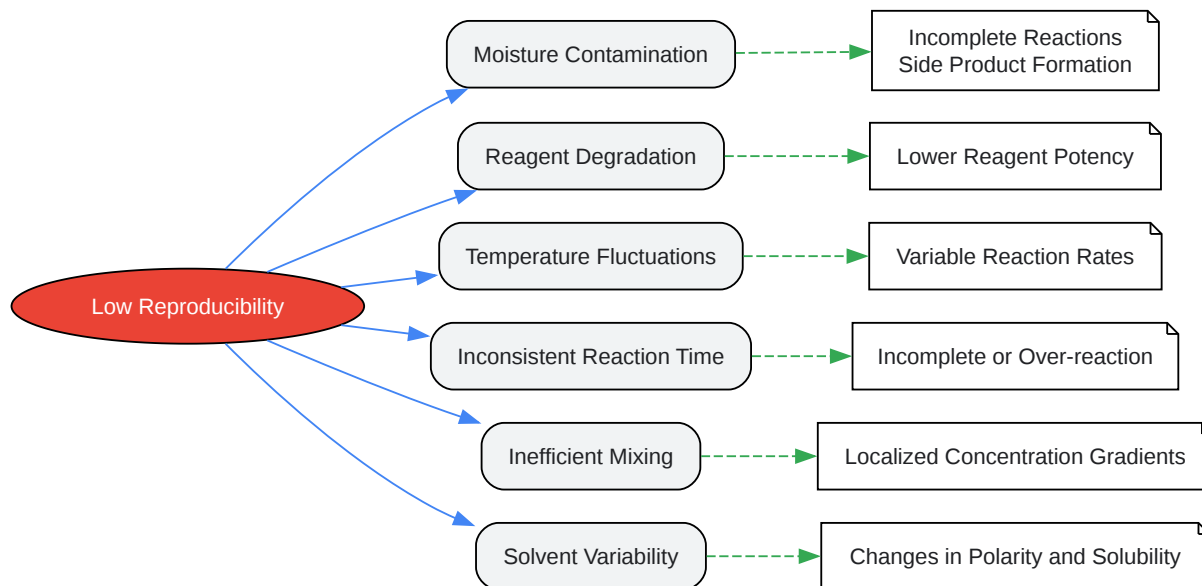 Moisture Contamination
Incomplete Reactions
Side Product Formation
Reagent Degradation
Lower Reagent Potency
Temperature Fluctuations
Variable Reaction Rates
Low Reproducibility
Inconsistent Reaction Time
Incomplete or Over-reaction
Inefficient Mixing
Localized Concentration Gradients
Solvent Variability
Changes in Polarity and Solubility